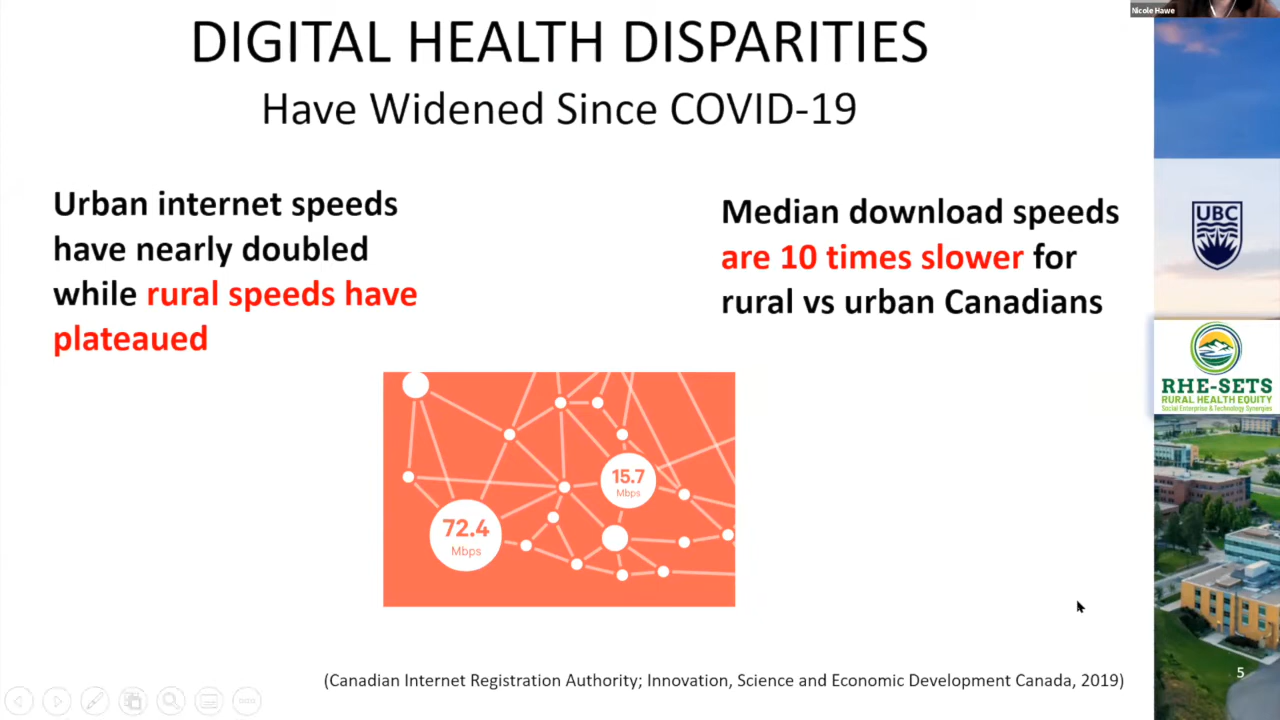 Nicole Hawe
DIGITAL HEALTH DISPARITIES
Have Widened Since COVID-19
Urban internet speeds
have nearly doubled
while rural speeds have
plateaued
Median download speeds
are 10 times slower for
rural vs urban Canadians
15.7
Mbps
72.4
Mbps
UBC
RHE-SETS
RURAL HEALTH EQUITY
Social Enterprise & Technology Synergies
(Canadian Internet Registration Authority; Innovation, Science and Economic Development Canada, 2019)
5